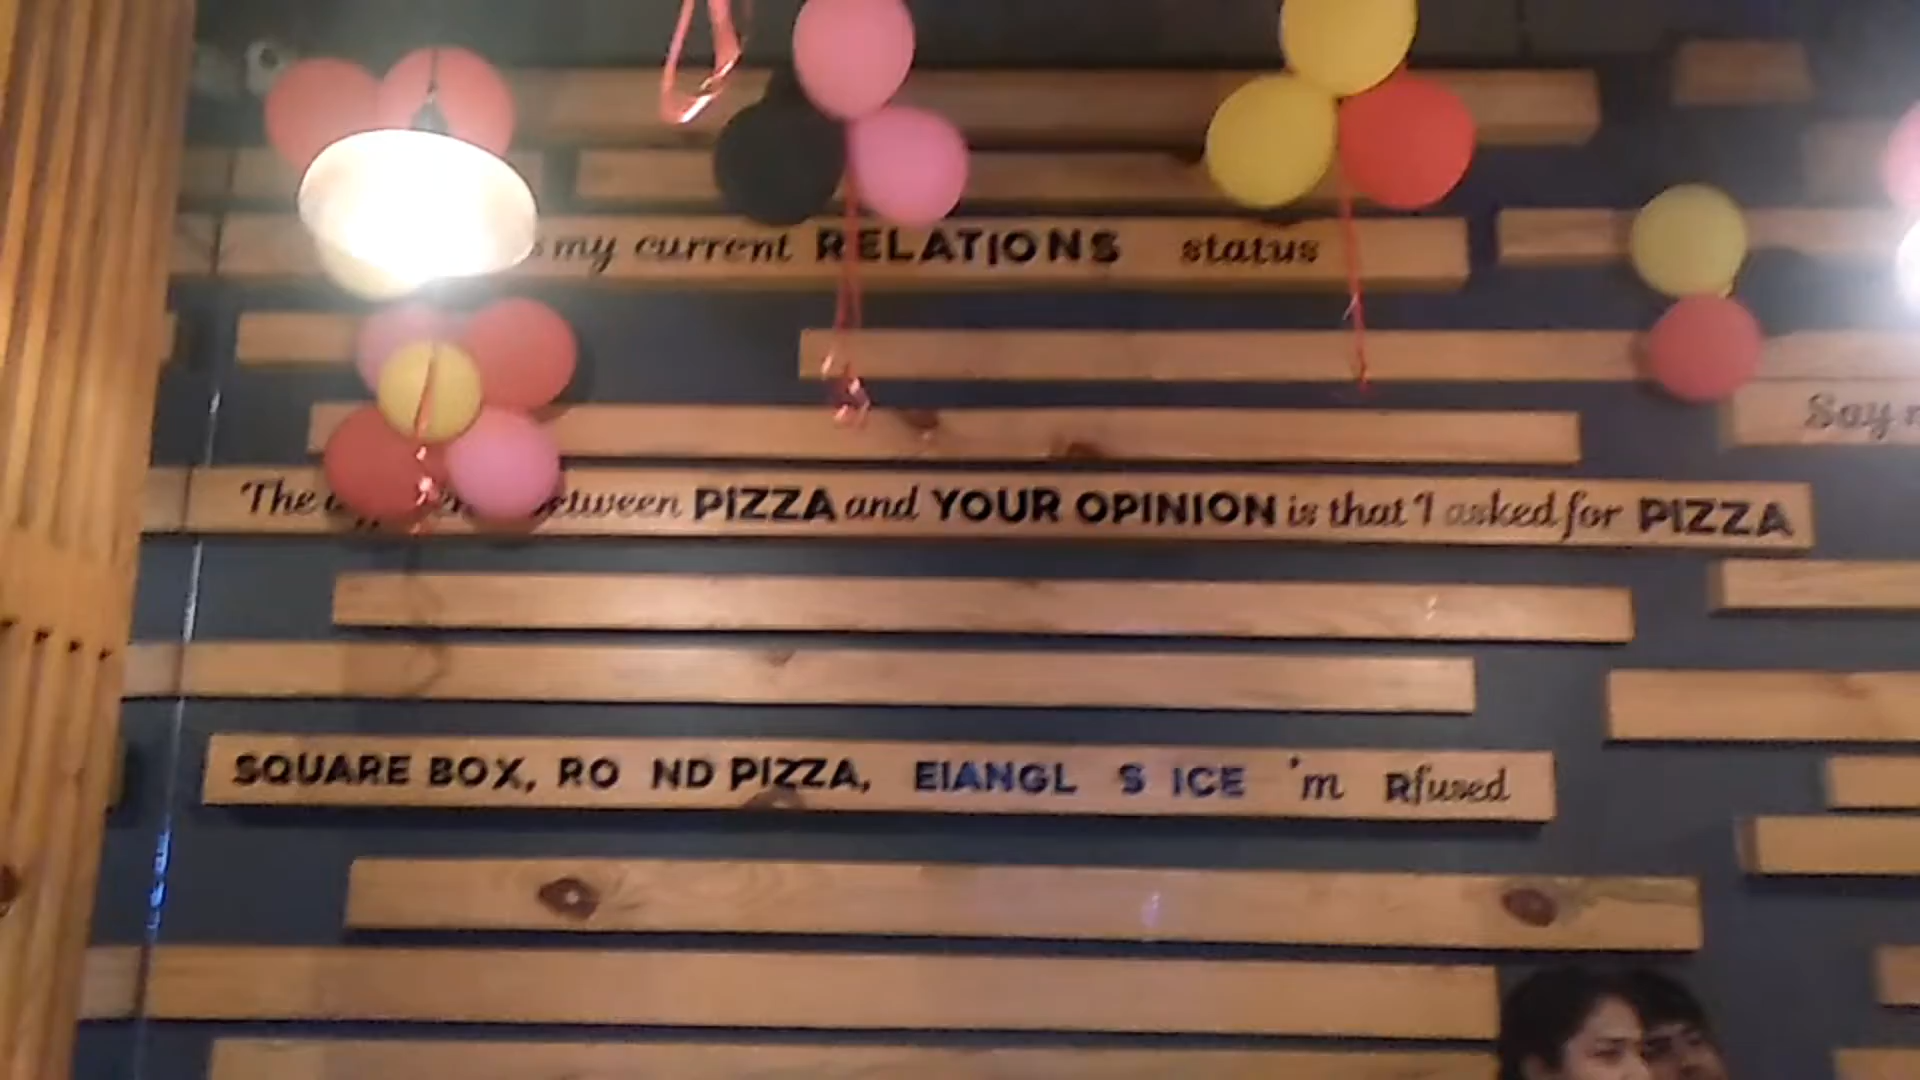 my current RELATIONS status
Say
The between PIZZA and YOUR OPINION is that I asked for PIZZA
SQUARE BOX, RO ND PIZZA, EIANGL S ICE 'm Rfused